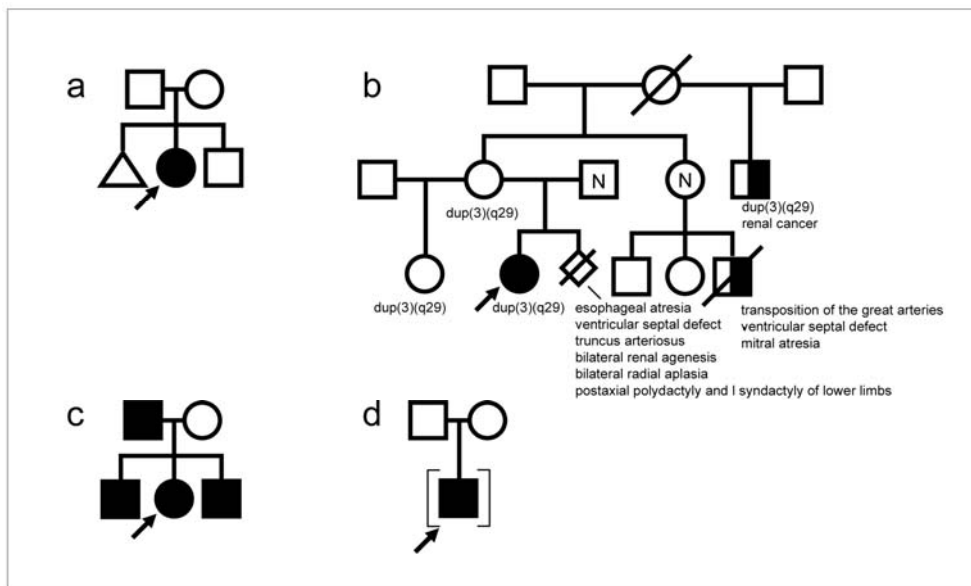 a
b
N
N
dup(3)(q29)
dup(3)(q29)
renal cancer
dup(3)(q29)
dup(3)(q29)
esophageal atresia
ventricular septal defect
truncus arteriosus
bilateral renal agenesis
bilateral radial aplasia
postaxial polydactyly and I syndactyly of lower limbs
transposition of the great arteries
ventricular septal defect
mitral atresia
c
d